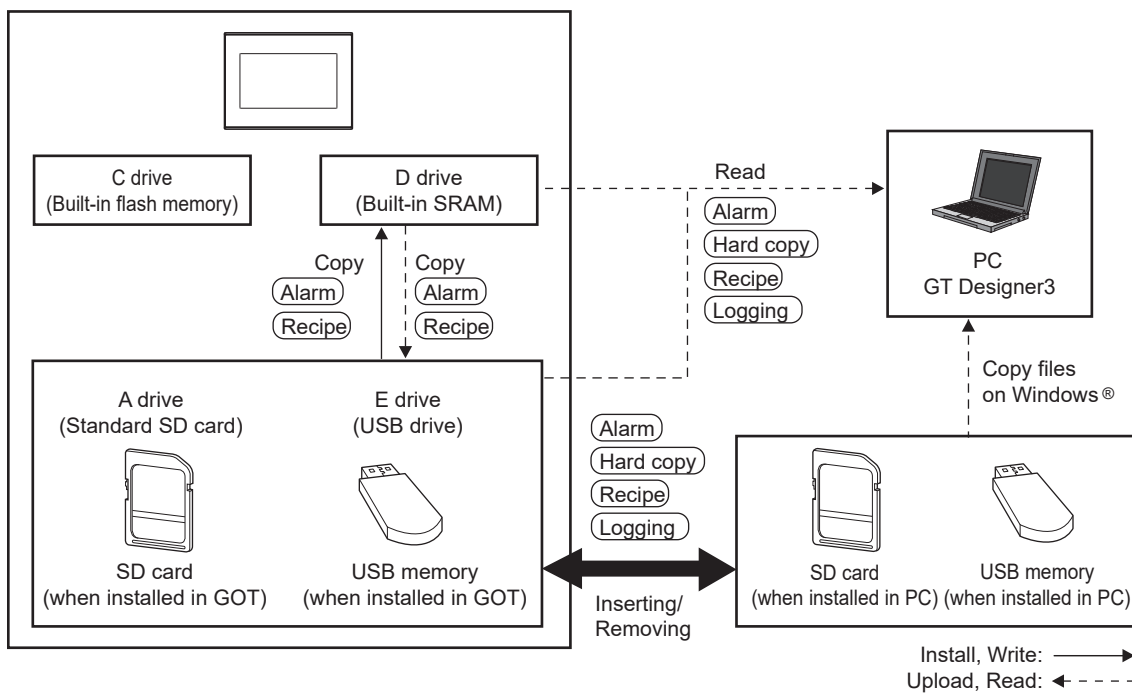 C drive
(Built-in flash memory)
D drive
(Built-in SRAM)
Copy
Alarm
Recipe
Copy
Alarm
Recipe
Read
Alarm
Hard copy
Recipe
Logging
PC
GT Designer3
A drive
(Standard SD card)
E drive
(USB drive)
SD card
(when installed in GOT)
USB memory
(when installed in GOT)
Alarm
Hard copy
Recipe
Logging
Inserting/
Removing
Copy files
on Windows®
SD card
(when installed in PC)
USB memory
(when installed in PC)
Install, Write:
Upload, Read: